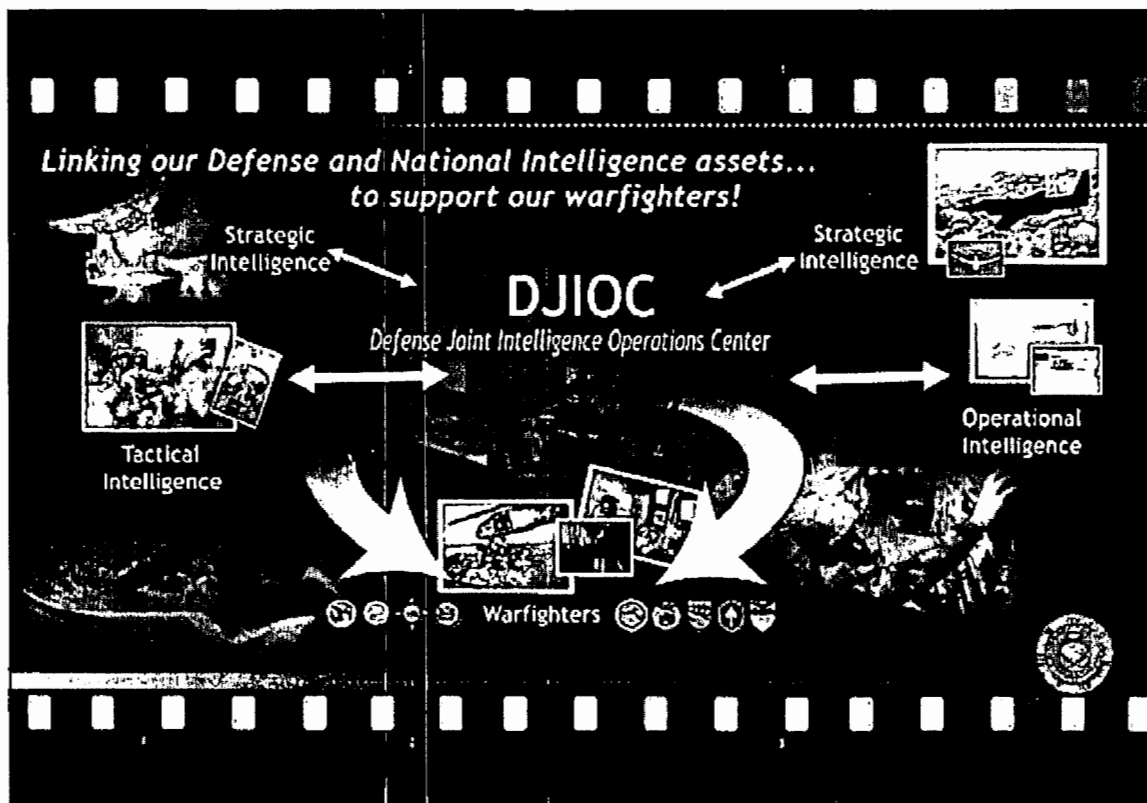 Linking our Defense and National Intelligence assets...
to support our warfighters!
Strategic
Intelligence
Strategic
Intelligence
DJIOC
Defense Joint Intelligence Operations Center
Tactical
Intelligence
Operational
Intelligence
Warfighters